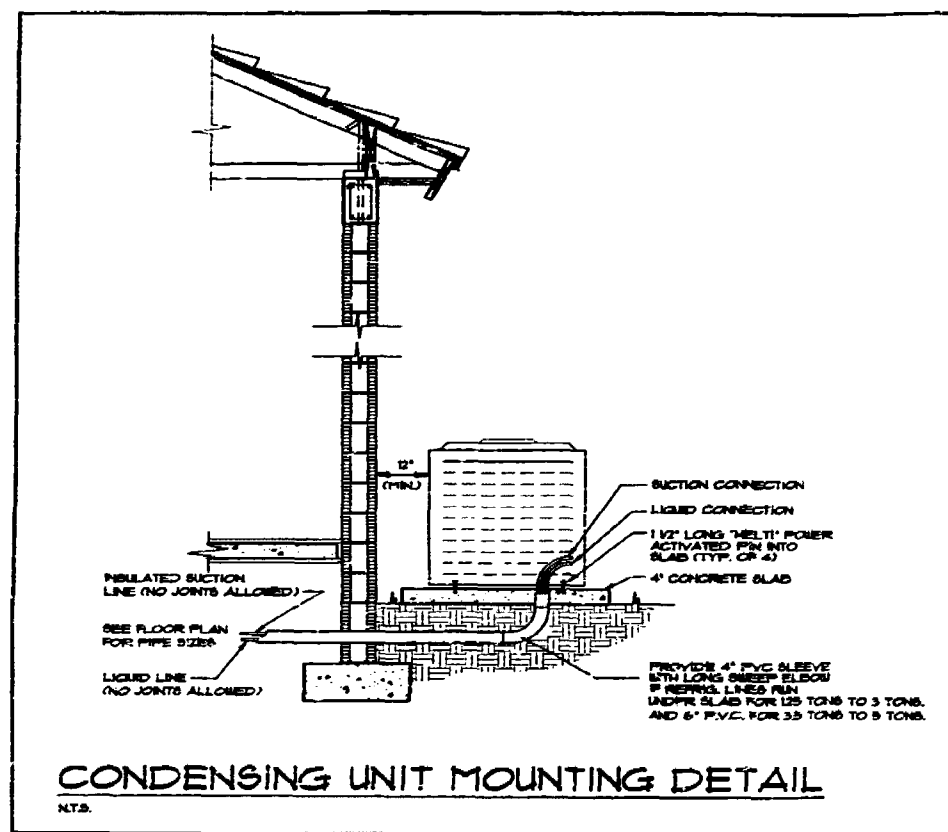 12"
(MIN.)
SUCTION CONNECTION
LIQUID CONNECTION
1 1/2" LONG "HILTI" POWER
ACTIVATED PIN INTO
SLAB (TYP. OF 4)
4" CONCRETE SLAB
INSULATED SUCTION
LINE (NO JOINTS ALLOWED)
SEE FLOOR PLAN
FOR PIPE SIZES
LIQUID LINE
(NO JOINTS ALLOWED)
PROVIDE 4" PVC SLEEVE
WITH LONG SWEEP ELBOW
IF REFRIG. LINES RUN
UNDER SLAB FOR 1.25 TONS TO 3 TONS.
AND 6" P.V.C. FOR 3.5 TONS TO 5 TONS.
CONDENSING UNIT MOUNTING DETAIL
N.T.S.